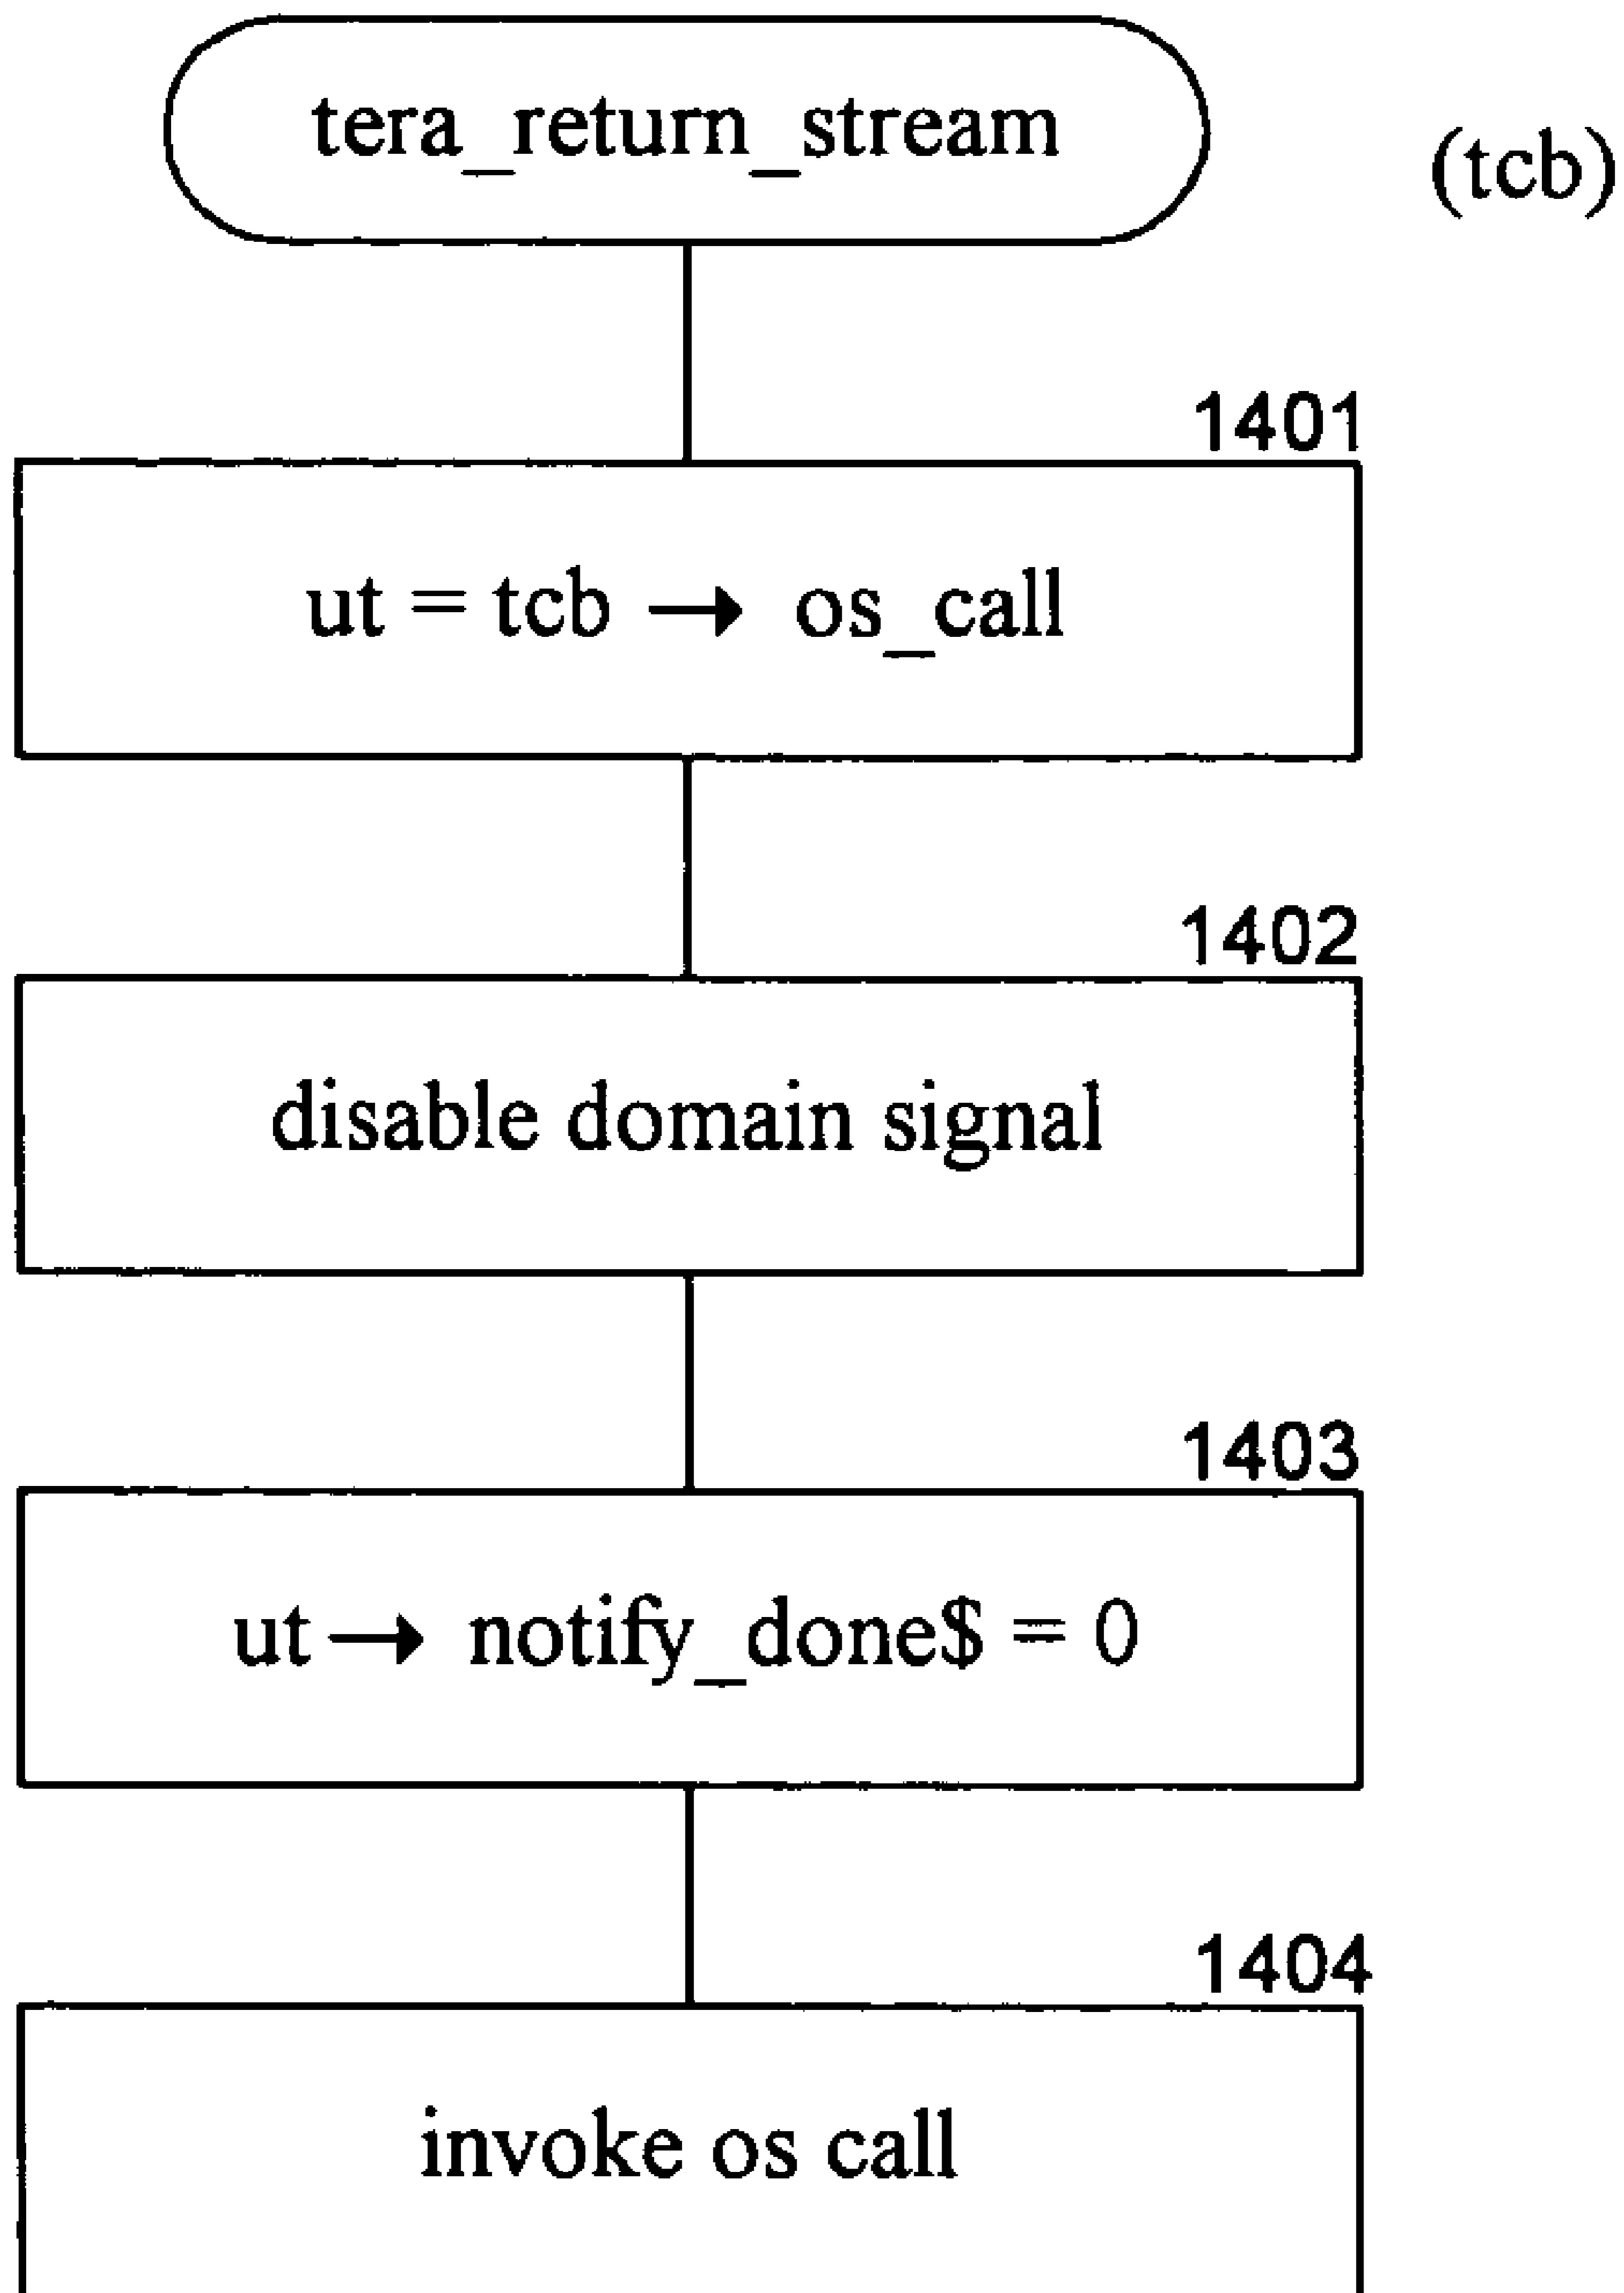 tera_return_stream
(tcb)
1401
ut = tcb → os_call
1402
disable domain signal
1403
ut → notify_done$ = 0
1404
invoke os call